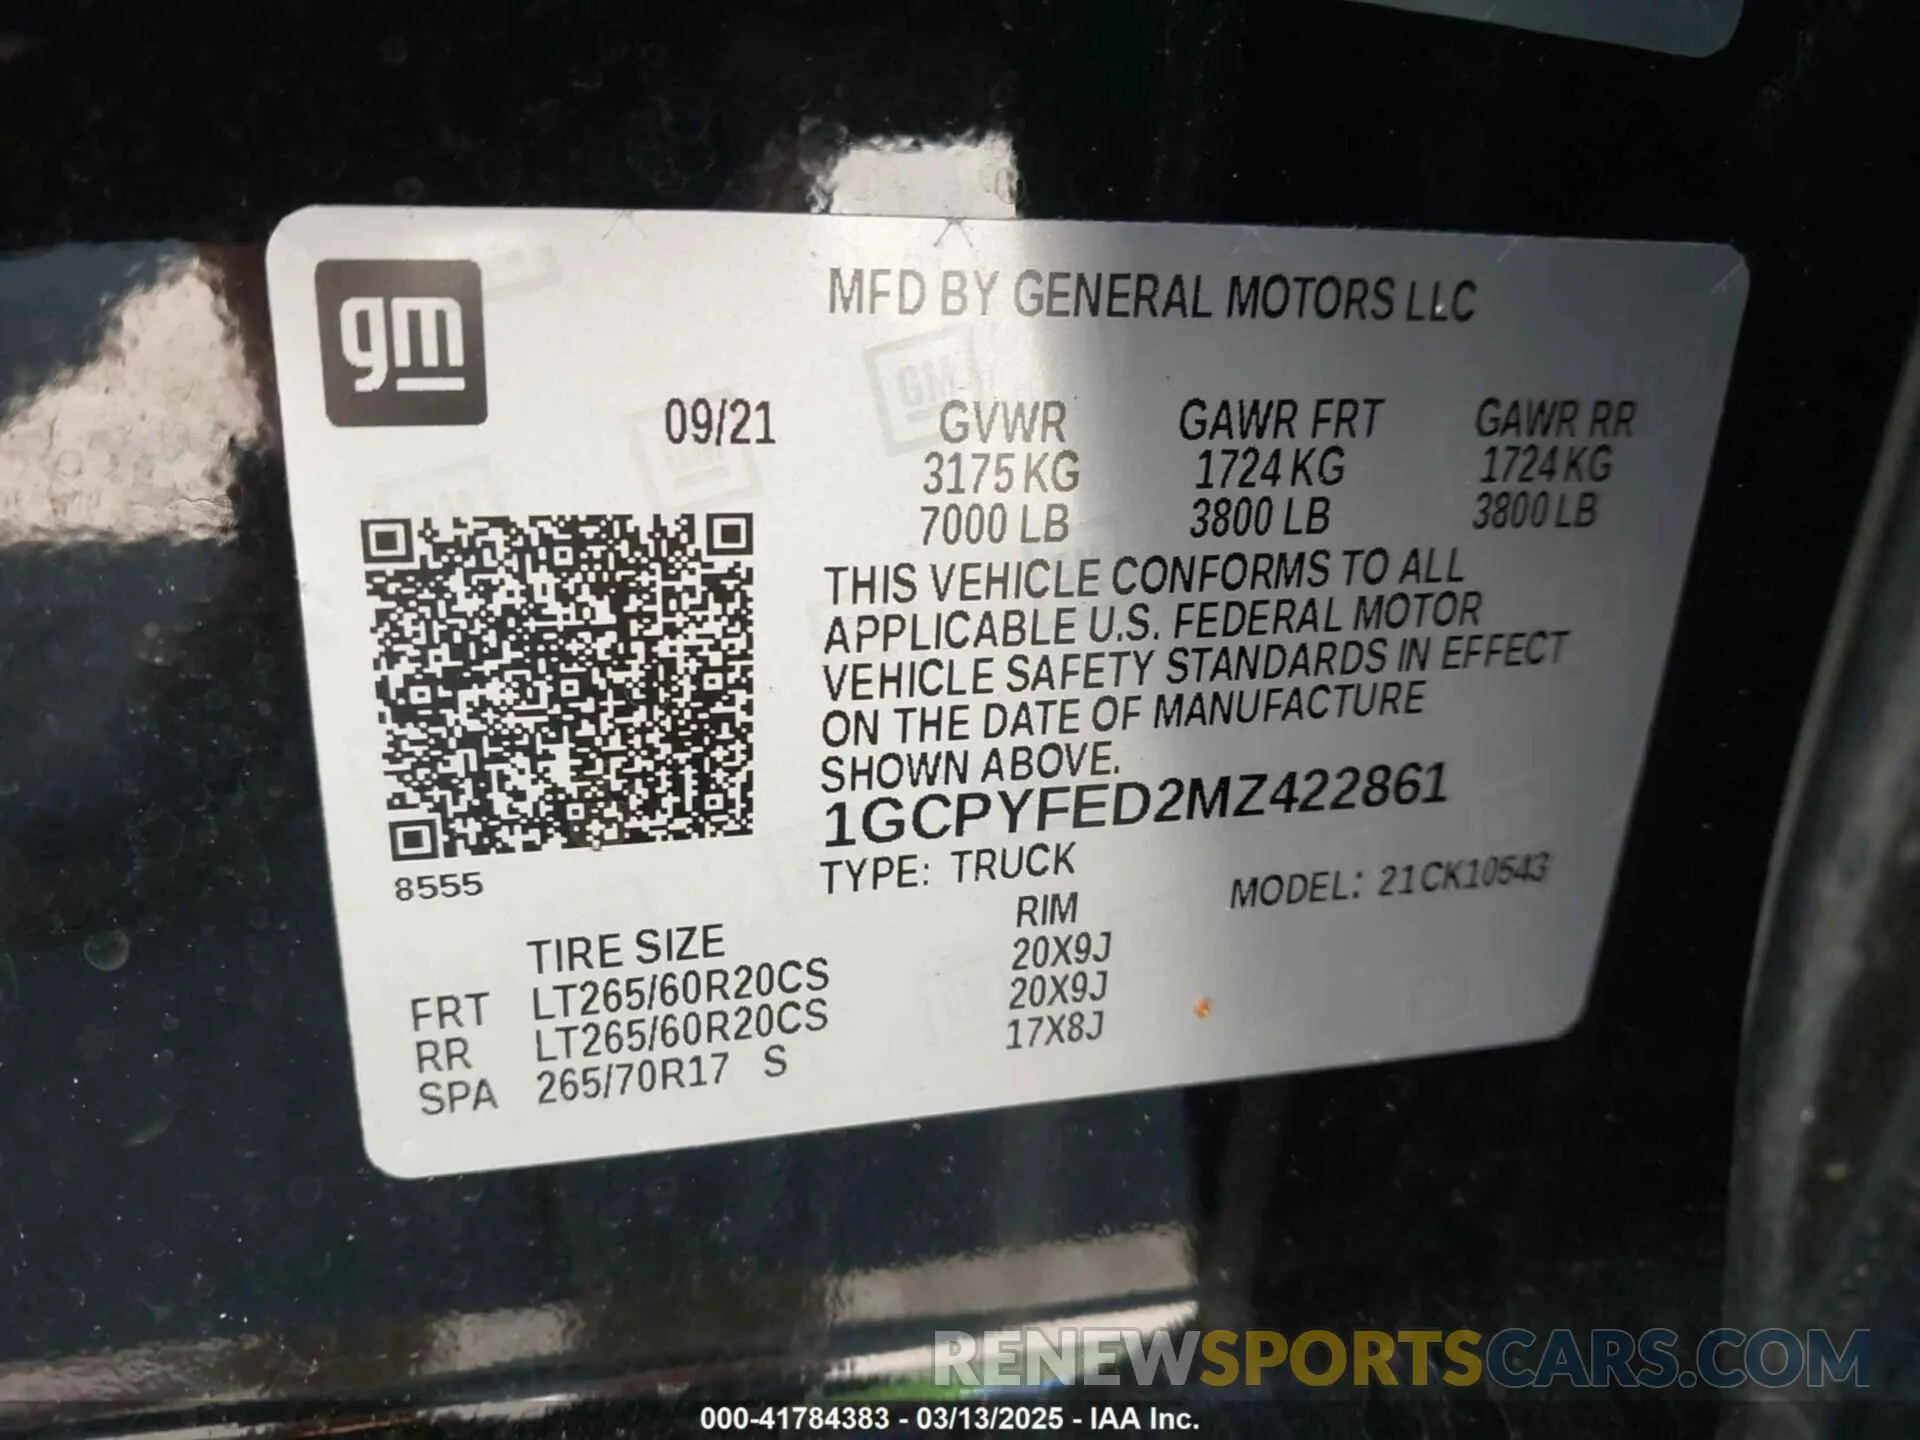 gm
MFD BY GENERAL MOTORS LLC
09/21
GVWR GAWR FRT GAWR RR
3175 KG 1724 KG 1724 KG
7000 LB 3800 LB 3800 LB
THIS VEHICLE CONFORMS TO ALL
APPLICABLE U.S. FEDERAL MOTOR
VEHICLE SAFETY STANDARDS IN EFFECT
ON THE DATE OF MANUFACTURE
SHOWN ABOVE.
1GCPYFED2MZ422861
TYPE: TRUCK MODEL: 21CK10543
8555
TIRE SIZE RIM
FRT LT265/60R20CS 20X9J
RR LT265/60R20CS 20X9J
SPA 265/70R17 S 17X8J
RENEWSPORTSCARS.COM
000-41784383 - 03/13/2025 - IAA Inc.